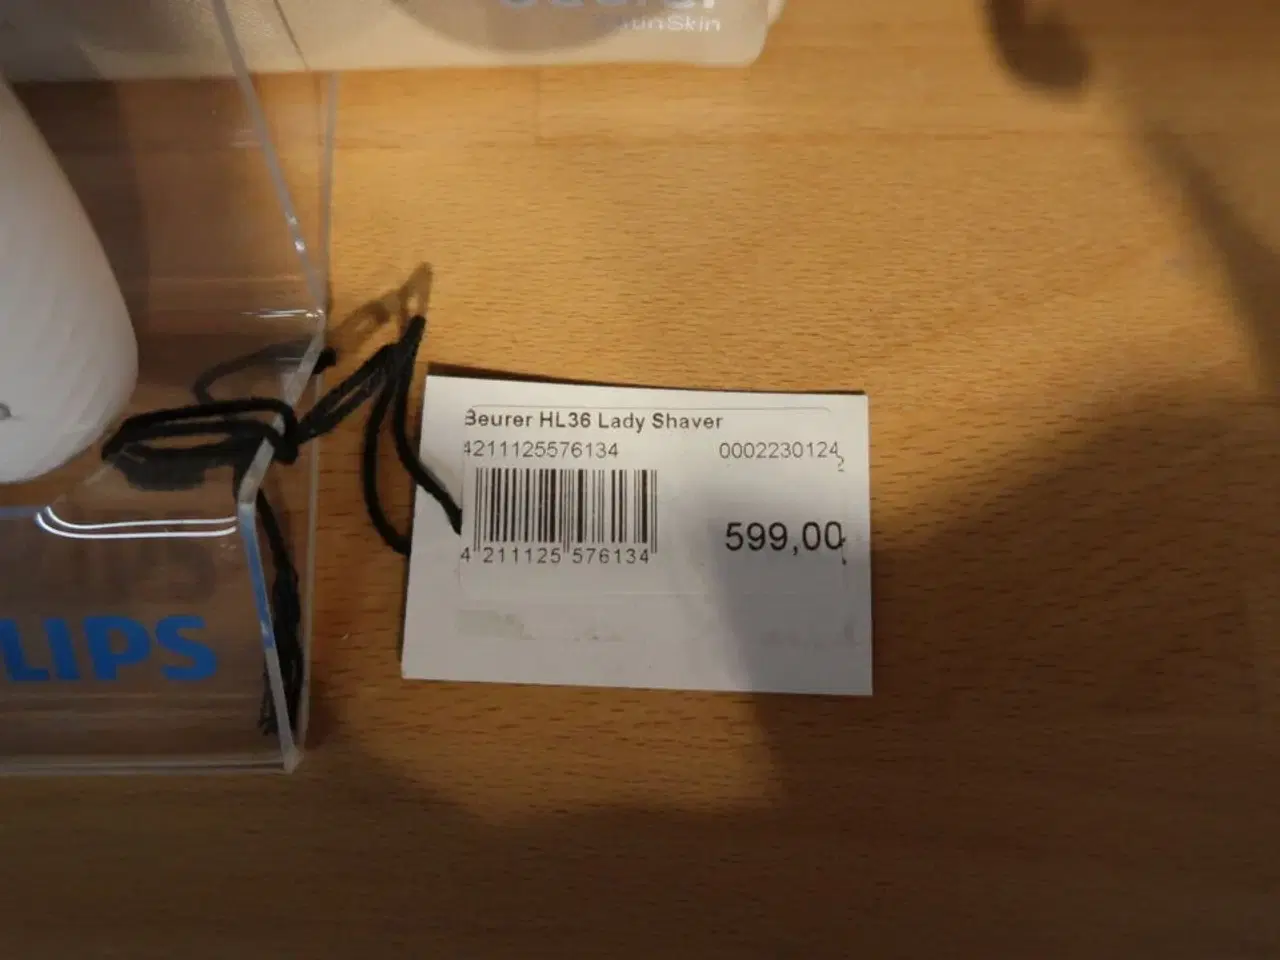 Beurer HL36 Lady Shaver
4211125576134 0002230124
599,00
4 211125 576134
LIPS